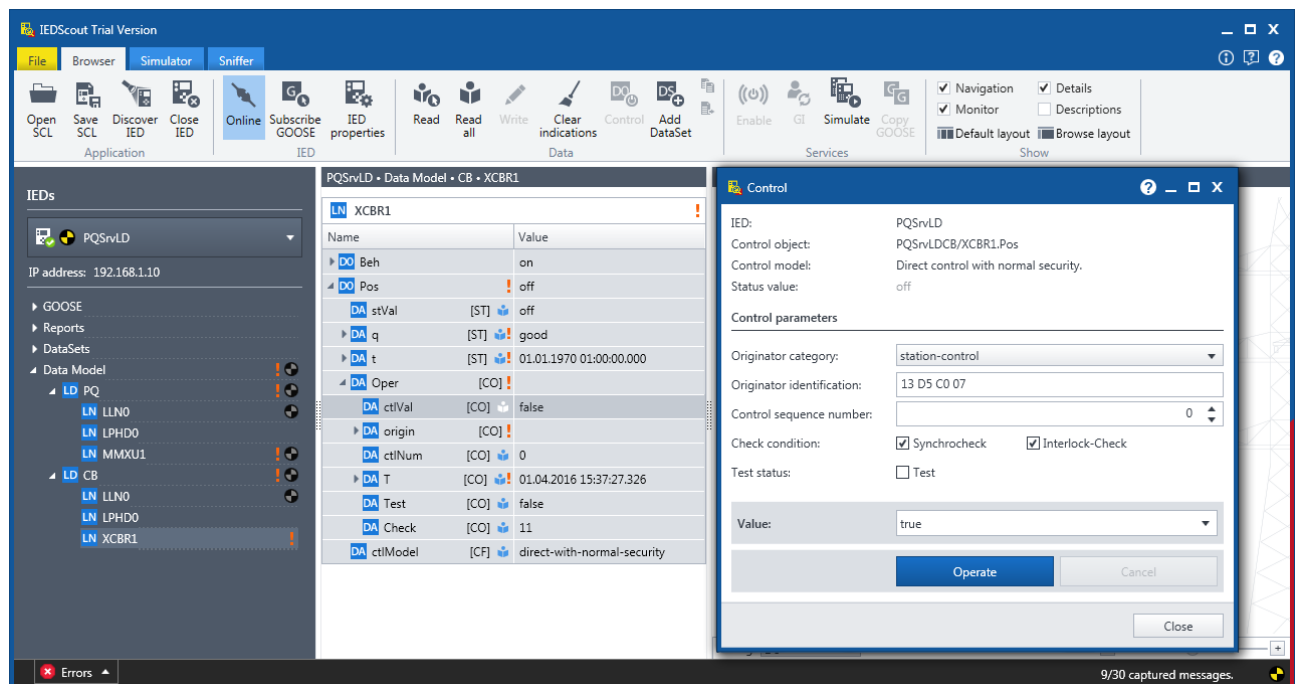 IEDScout Trial Version
File Browser Simulator Sniffer
Open SCL
Save SCL
Discover IED
Close IED
Application
Online
Subscribe GOOSE
IED properties
IED
Read
Read all
Write
Clear indications
Control
Add DataSet
Data
Enable
GI
Simulate
Copy GOOSE
Services
Navigation
Details
Monitor
Descriptions
Default layout
Browse layout
Show
IEDs
PQSrvLD
IP address: 192.168.1.10
GOOSE
Reports
DataSets
Data Model
LD PQ
LN LLN0
LN LPHD0
LN MMXU1
LD CB
LN LLN0
LN LPHD0
LN XCBR1
PQSrvLD • Data Model • CB • XCBR1
LN XCBR1
Name Value
DO Beh on
DO Pos off
DA stVal [ST] off
DA q [ST] good
DA t [ST] 01.01.1970 01:00:00.000
DA Oper [CO]
DA ctlVal [CO] false
DA origin [CO]
DA ctlNum [CO] 0
DA T [CO] 01.04.2016 15:37:27.326
DA Test [CO] false
DA Check [CO] 11
DA ctlModel [CF] direct-with-normal-security
Control
IED: PQSrvLD
Control object: PQSrvLDCB/XCBR1.Pos
Control model: Direct control with normal security.
Status value: off
Control parameters
Originator category: station-control
Originator identification: 13 D5 C0 07
Control sequence number: 0
Check condition: Synchrocheck Interlock-Check
Test status: Test
Value: true
Operate Cancel
Close
Errors
9/30 captured messages.